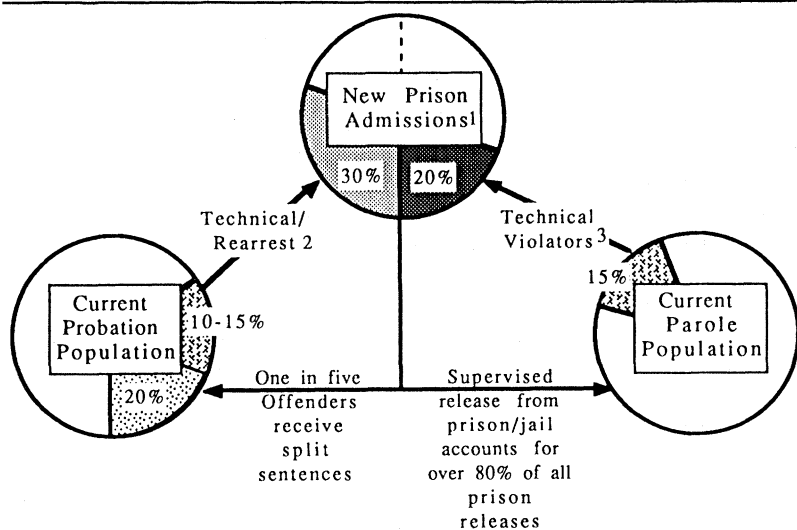 New Prison
Admissions1
30%
20%
Technical/
Rearrest 2
Technical
Violators3
Current
Probation
Population
10-15%
20%
15%
Current
Parole
Population
One in five
Offenders
receive
split
sentences
Supervised
release from
prison/jail
accounts for
over 80% of all
prison
releases